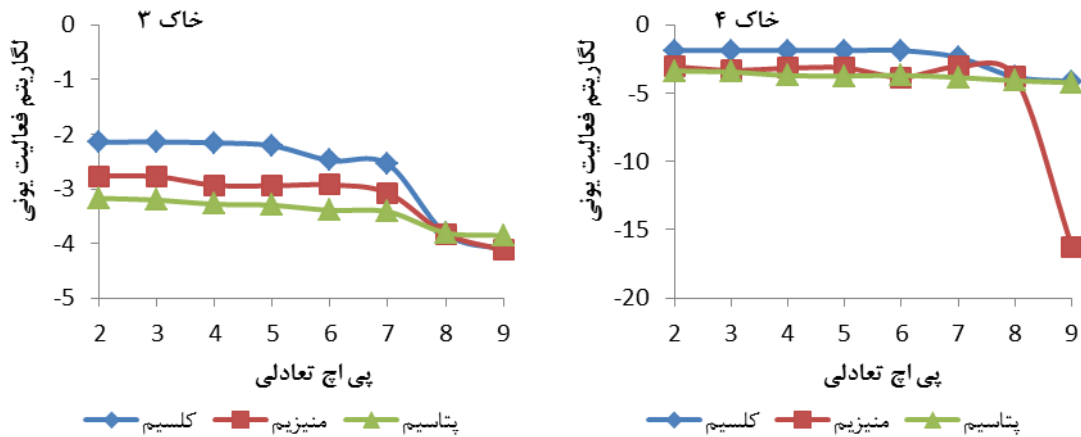 خاک ۳
لگاریتم فعالیت یونی
0
-1
-2
-3
-4
-5
2 3 4 5 6 7 8 9
پی اچ تعادلی
کلسیم منیزیم پتاسیم
خاک ۴
لگاریتم فعالیت یونی
0
-5
-10
-15
-20
2 3 4 5 6 7 8 9
پی اچ تعادلی
کلسیم منیزیم پتاسیم